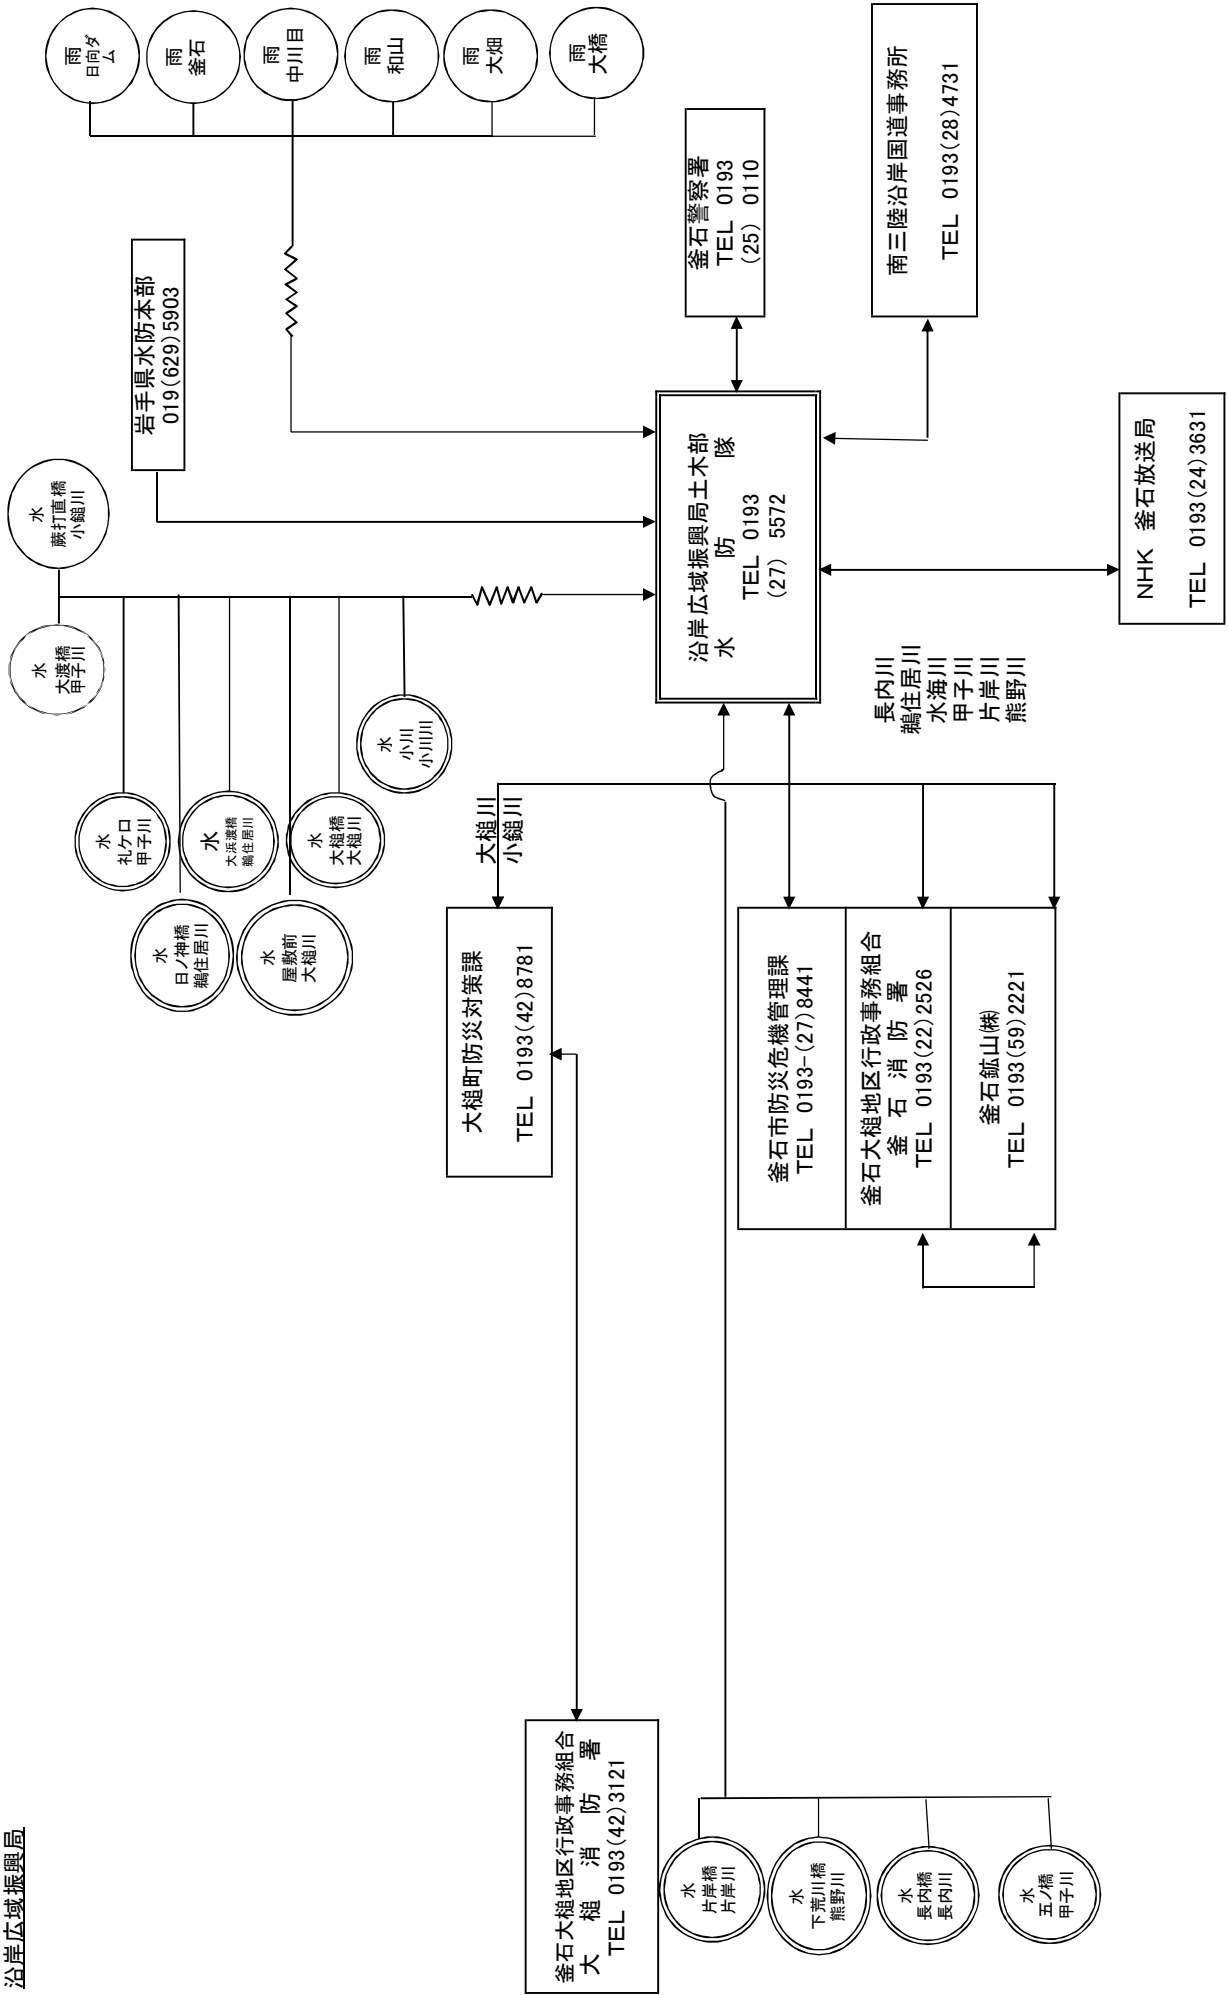 沿岸広域振興局
水
蕨打直橋
小鎚川
水
大渡橋
甲子川
水
礼ケ口
甲子川
水
日ノ神橋
鵜住居川
水
大浜渡橋
鵜住居川
水
屋敷前
大槌川
水
大槌橋
大槌川
水
小川
小川川
雨
日向ダ
ム
雨
釜石
雨
中川目
雨
和山
雨
大畑
雨
大橋
岩手県水防本部
019(629)5903
大槌川
小鎚川
大槌町防災対策課
TEL 0193(42)8781
釜石大槌地区行政事務組合
大 槌 消 防 署
TEL 0193(42)3121
沿岸広域振興局土木部
水 防 隊
TEL 0193
(27) 5572
釜石警察署
TEL 0193
(25) 0110
南三陸沿岸国道事務所
TEL 0193(28)4731
NHK 釜石放送局
TEL 0193(24)3631
長内川
鵜住居川
水海川
甲子川
片岸川
熊野川
釜石市防災危機管理課
TEL 0193-(27)8441
釜石大槌地区行政事務組合
釜 石 消 防 署
TEL 0193(22)2526
釜石鉱山㈱
TEL 0193(59)2221
水
片岸橋
片岸川
水
下荒川橋
熊野川
水
長内橋
長内川
水
五ノ橋
甲子川